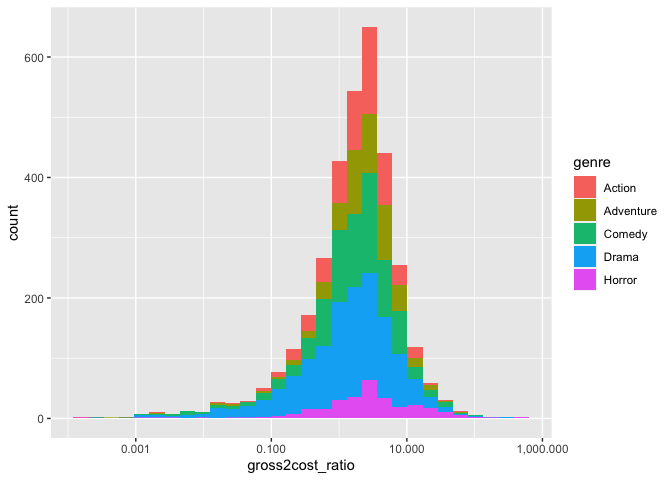 600
400
200
0
count
0.001 0.100 10.000 1,000.000
gross2cost_ratio
genre
Action
Adventure
Comedy
Drama
Horror